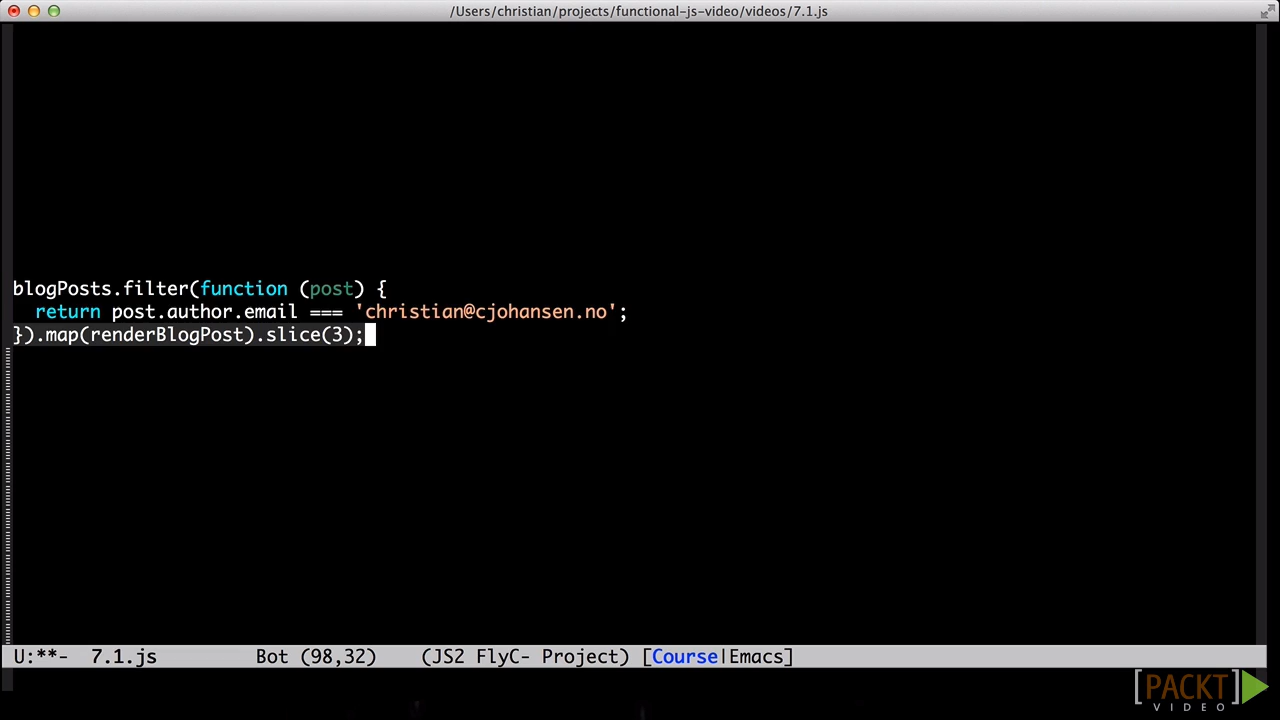 /Users/christian/projects/functional-js-video/videos/7.1.js
blogPosts.filter(function (post) {
  return post.author.email === 'christian@cjohansen.no';
}).map(renderBlogPost).slice(3);
U:**-  7.1.js         Bot (98,32)    (JS2 FlyC- Project) [Course|Emacs]
[PACKT]
VIDEO